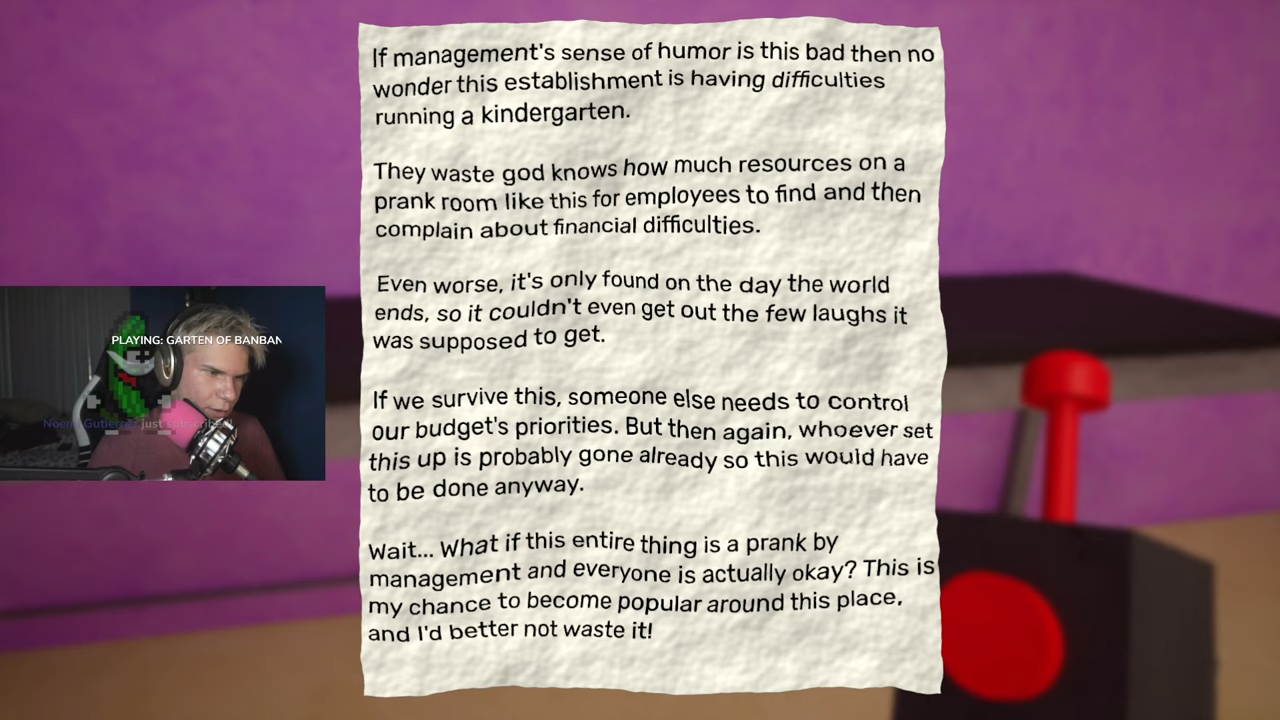 If management's sense of humor is this bad then no
wonder this establishment is having difficulties
running a kindergarten.
They waste god knows how much resources on a
prank room like this for employees to find and then
complain about financial difficulties.
Even worse, it's only found on the day the world
ends, so it couldn't even get out the few laughs it
was supposed to get.
If we survive this, someone else needs to control
our budget's priorities. But then again, whoever set
this up is probably gone already so this would have
to be done anyway.
Wait... What if this entire thing is a prank by
management and everyone is actually okay? This is
my chance to become popular around this place,
and I'd better not waste it!
PLAYING: GARTEN OF BANBAN
Gutierrez just subscribe